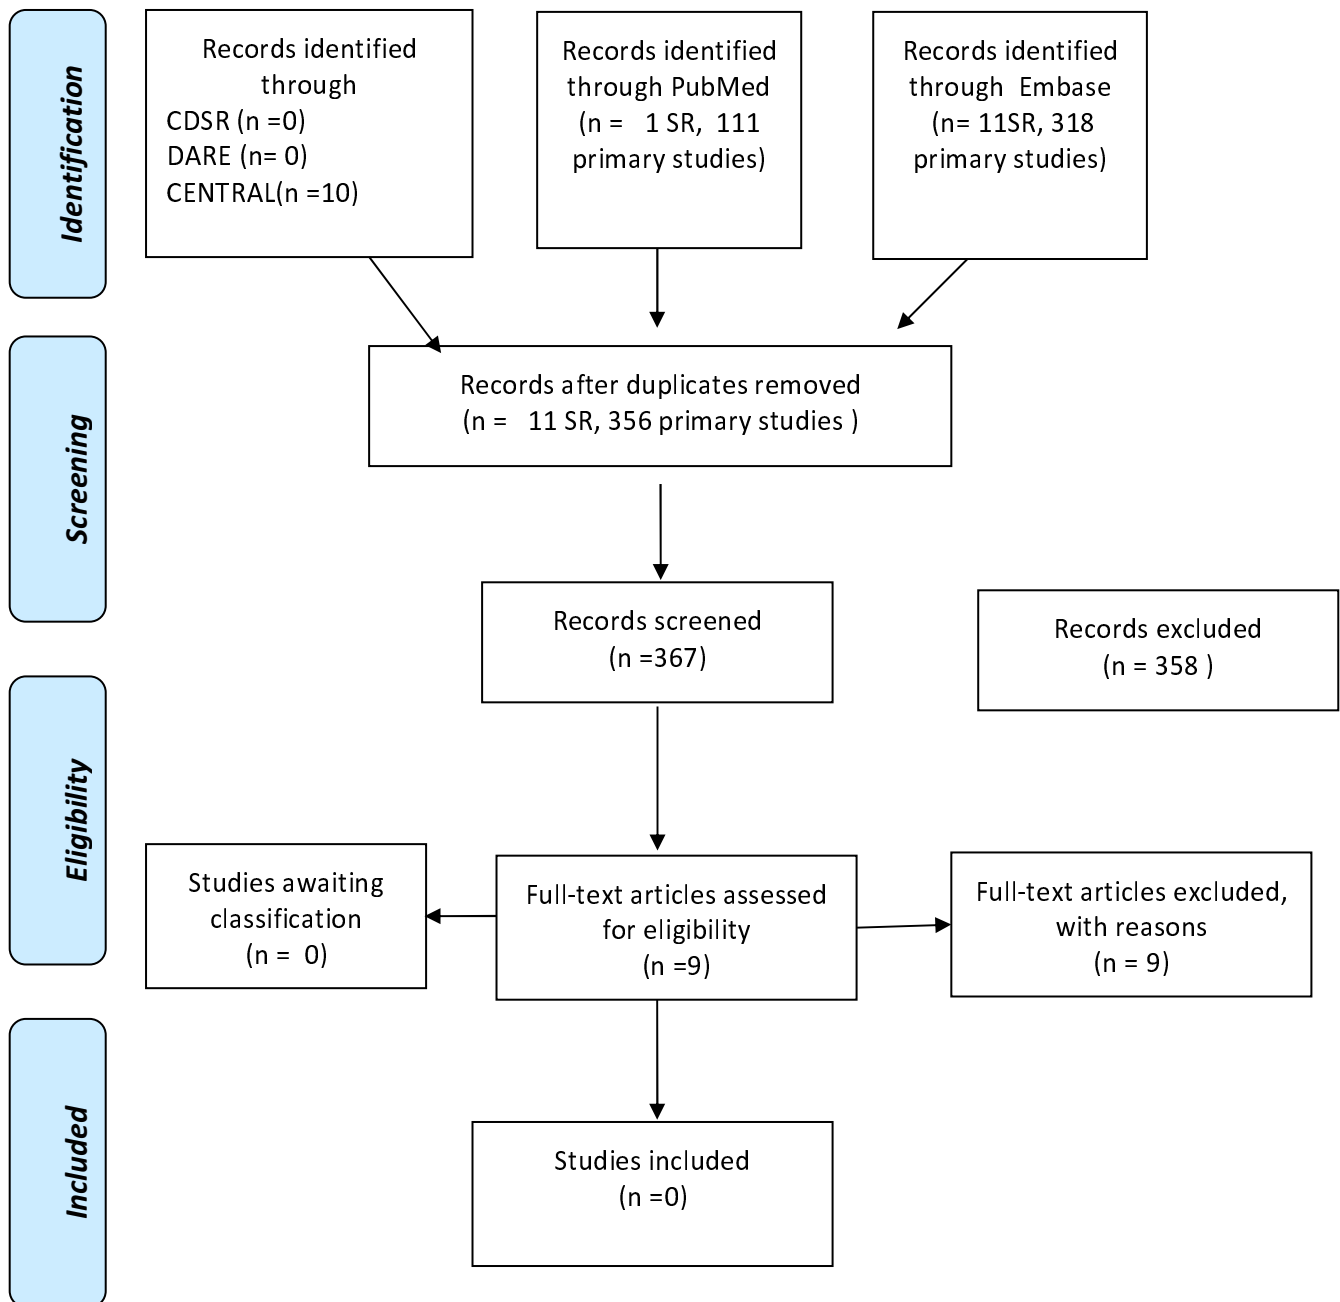 Identification
Records identified
through
CDSR (n =0)
DARE (n= 0)
CENTRAL(n =10)
Records identified
through PubMed
(n =   1 SR,  111
primary studies)
Records identified
through  Embase
(n= 11SR, 318
primary studies)
Screening
Records after duplicates removed
(n =   11 SR, 356 primary studies )
Records screened
(n =367)
Records excluded
(n = 358 )
Eligibility
Studies awaiting
classification
(n =  0)
Full-text articles assessed
for eligibility
(n =9)
Full-text articles excluded,
with reasons
(n = 9)
Included
Studies included
(n =0)